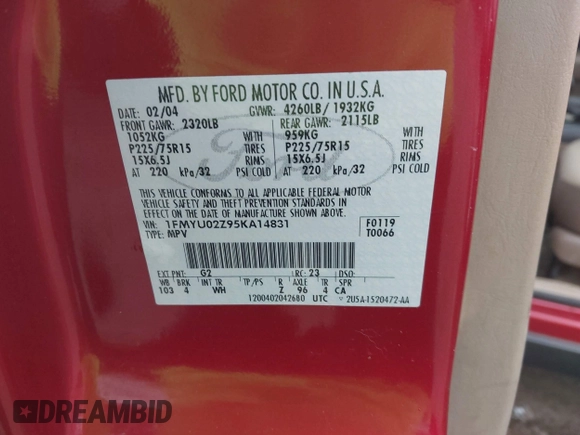 MFD. BY FORD MOTOR CO. IN U.S.A.
DATE: 02/04 GVWR: 4260LB/ 1932KG
FRONT GAWR: 2320LB REAR GAWR: 2115LB
1052KG WITH 959KG WITH
P225/75R15 TIRES P225/75R15 TIRES
15X6.5J RIMS 15X6.5J RIMS
AT 220 kPa/32 PSI COLD AT 220 kPa/32 PSI COLD
THIS VEHICLE CONFORMS TO ALL APPLICABLE FEDERAL MOTOR
VEHICLE SAFETY AND THEFT PREVENTION STANDARDS
IN EFFECT ON THE DATE OF MANUFACTURE SHOWN ABOVE.
VIN: 1FMYU02Z95KA14831 F0119
TYPE: MPV T0066
EXT PNT: G2 RC: 23 DSO:
WB BRK INT TR TP/PS R AXLE TR SPR
103 4 WH Z 96 4 CA
1200402042680 UTC
Ford
DREAMBID